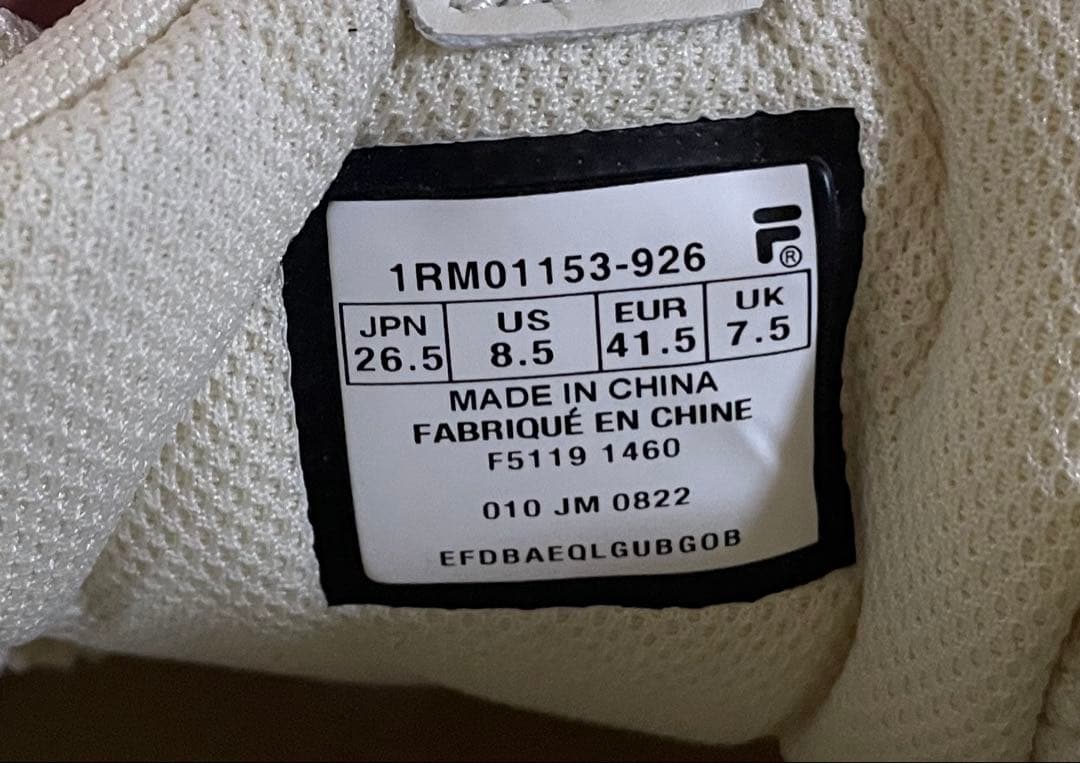 1RM01153-926
JPN US EUR UK
26.5 8.5 41.5 7.5
MADE IN CHINA
FABRIQUÉ EN CHINE
F5119 1460
010 JM 0822
EFDBAEQLGUBGOB
®